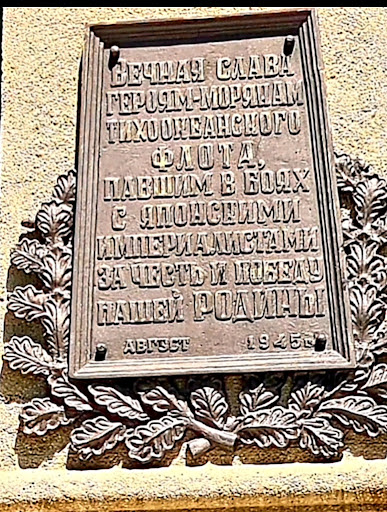 ВЕЧНАЯ СЛАВА
ГЕРОЯМ-МОРЯКАМ
ТИХООКЕАНСКОГО
ФЛОТА,
ПАВШИМ В БОЯХ
С ЯПОНСКИМИ
ИМПЕРИАЛИСТАМИ
ЗА ЧЕСТЬ И ПОБЕДУ
НАШЕЙ РОДИНЫ
АВГУСТ 1945 г.